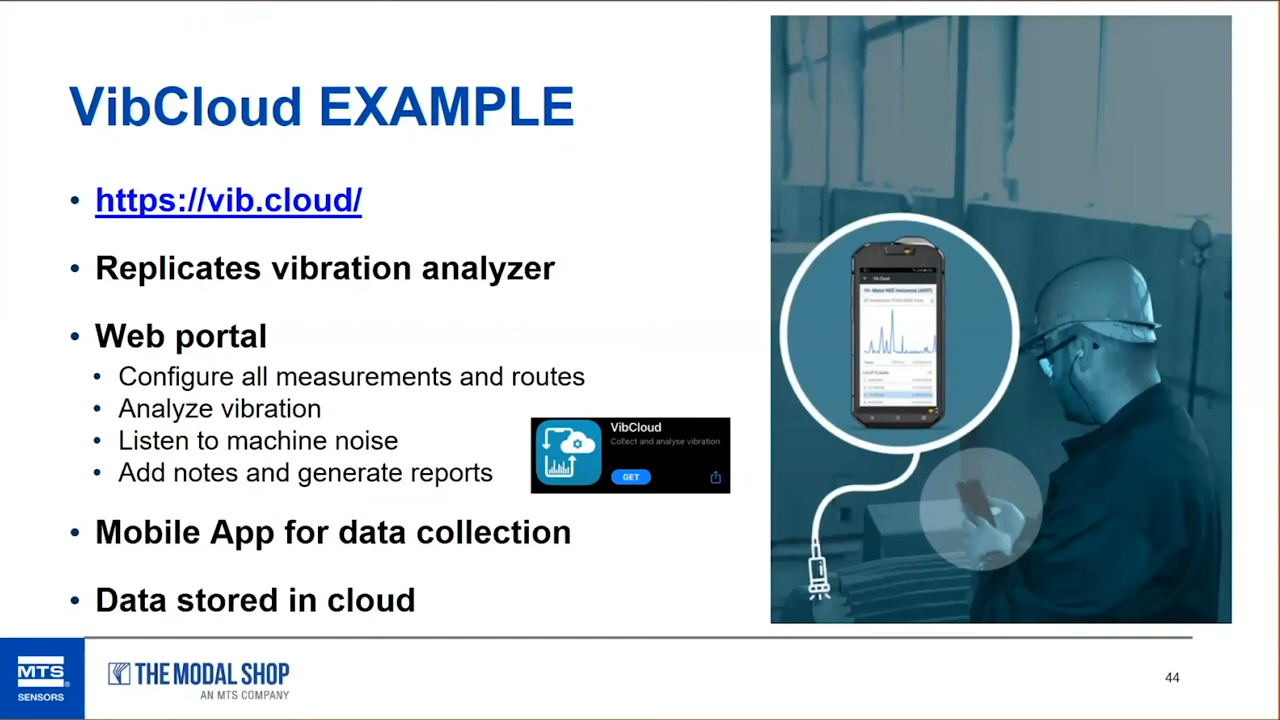 VibCloud EXAMPLE
• https://vib.cloud/
• Replicates vibration analyzer
• Web portal
• Configure all measurements and routes
• Analyze vibration
• Listen to machine noise
• Add notes and generate reports
VibCloud
Collect and analyse vibration
GET
• Mobile App for data collection
• Data stored in cloud
VibCloud
MTS
SENSORS
THE MODAL SHOP
AN MTS COMPANY
44